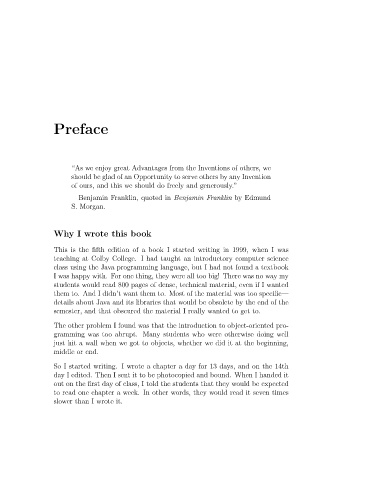 Preface
“As we enjoy great Advantages from the Inventions of others, we
should be glad of an Opportunity to serve others by any Invention
of ours, and this we should do freely and generously.”
Benjamin Franklin, quoted in Benjamin Franklin by Edmund
S. Morgan.
Why I wrote this book
This is the fifth edition of a book I started writing in 1999, when I was
teaching at Colby College. I had taught an introductory computer science
class using the Java programming language, but I had not found a textbook
I was happy with. For one thing, they were all too big! There was no way my
students would read 800 pages of dense, technical material, even if I wanted
them to. And I didn’t want them to. Most of the material was too specific—
details about Java and its libraries that would be obsolete by the end of the
semester, and that obscured the material I really wanted to get to.
The other problem I found was that the introduction to object-oriented pro-
gramming was too abrupt. Many students who were otherwise doing well
just hit a wall when we got to objects, whether we did it at the beginning,
middle or end.
So I started writing. I wrote a chapter a day for 13 days, and on the 14th
day I edited. Then I sent it to be photocopied and bound. When I handed it
out on the first day of class, I told the students that they would be expected
to read one chapter a week. In other words, they would read it seven times
slower than I wrote it.